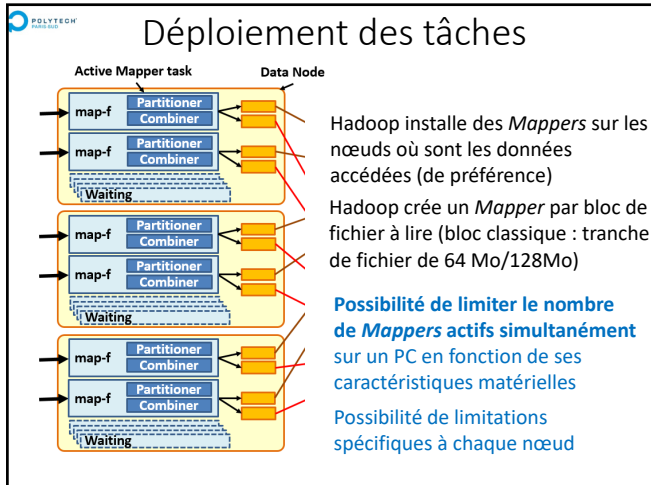 POLYTECH'
PARIS-SUD
Déploiement des tâches
Active Mapper task
Data Node
map-f
Partitioner
Combiner
map-f
Partitioner
Combiner
Waiting
map-f
Partitioner
Combiner
map-f
Partitioner
Combiner
Waiting
map-f
Partitioner
Combiner
map-f
Partitioner
Combiner
Waiting
Hadoop installe des Mappers sur les
nœuds où sont les données
accédées (de préférence)
Hadoop crée un Mapper par bloc de
fichier à lire (bloc classique : tranche
de fichier de 64 Mo/128Mo)
Possibilité de limiter le nombre
de Mappers actifs simultanément
sur un PC en fonction de ses
caractéristiques matérielles
Possibilité de limitations
spécifiques à chaque nœud